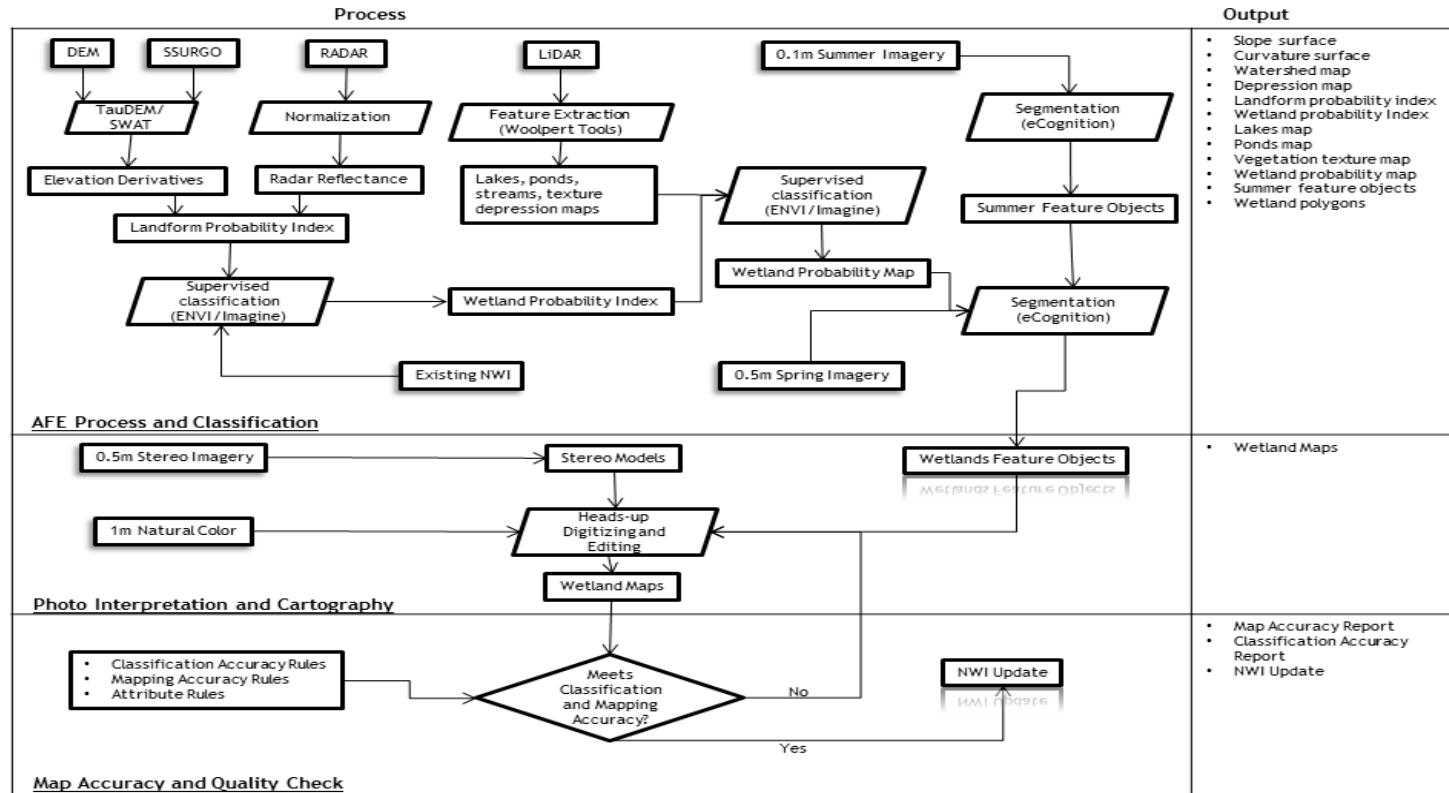 Process
Output
DEM
SSURGO
RADAR
LiDAR
0.1m Summer Imagery
TauDEM/
SWAT
Normalization
Feature Extraction
(Woolpert Tools)
Segmentation
(eCognition)
Elevation Derivatives
Radar Reflectance
Lakes, ponds,
streams, texture
depression maps
Supervised
classification
(ENVI/Imagine)
Summer Feature Objects
Landform Probability Index
Wetland Probability Map
Supervised
classification
(ENVI/Imagine)
Wetland Probability Index
Segmentation
(eCognition)
Existing NWI
0.5m Spring Imagery
AFE Process and Classification
• Slope surface
• Curvature surface
• Watershed map
• Depression map
• Landform probability index
• Wetland probability Index
• Lakes map
• Ponds map
• Vegetation texture map
• Wetland probability map
• Summer feature objects
• Wetland polygons
0.5m Stereo Imagery
Stereo Models
Wetlands Feature Objects
1m Natural Color
Heads-up
Digitizing and
Editing
Wetland Maps
Photo Interpretation and Cartography
• Wetland Maps
• Classification Accuracy Rules
• Mapping Accuracy Rules
• Attribute Rules
Meets
Classification
and Mapping
Accuracy?
No
Yes
NWI Update
Map Accuracy and Quality Check
• Map Accuracy Report
• Classification Accuracy
Report
• NWI Update